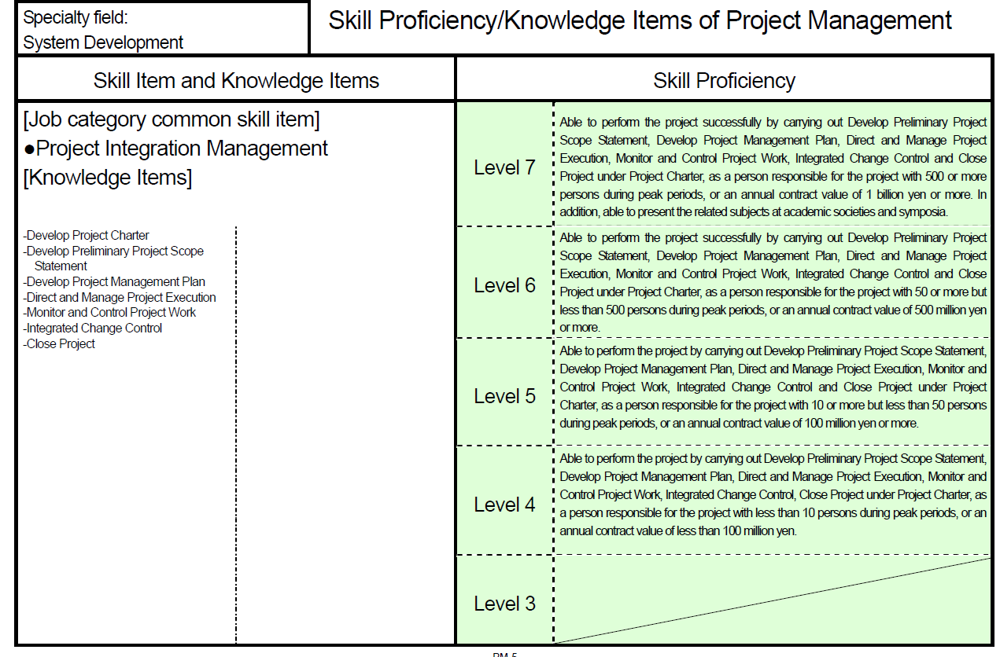 Specialty field:
System Development
Skill Proficiency/Knowledge Items of Project Management
Skill Item and Knowledge Items
Skill Proficiency
[Job category common skill item]
●Project Integration Management
[Knowledge Items]
-Develop Project Charter
-Develop Preliminary Project Scope
Statement
-Develop Project Management Plan
-Direct and Manage Project Execution
-Monitor and Control Project Work
-Integrated Change Control
-Close Project
Level 7
Able to perform the project successfully by carrying out Develop Preliminary Project
Scope Statement, Develop Project Management Plan, Direct and Manage Project
Execution, Monitor and Control Project Work, Integrated Change Control and Close
Project under Project Charter, as a person responsible for the project with 500 or more
persons during peak periods, or an annual contract value of 1 billion yen or more. In
addition, able to present the related subjects at academic societies and symposia.
Level 6
Able to perform the project successfully by carrying out Develop Preliminary Project
Scope Statement, Develop Project Management Plan, Direct and Manage Project
Execution, Monitor and Control Project Work, Integrated Change Control and Close
Project under Project Charter, as a person responsible for the project with 50 or more but
less than 500 persons during peak periods, or an annual contract value of 500 million yen
or more.
Level 5
Able to perform the project by carrying out Develop Preliminary Project Scope Statement,
Develop Project Management Plan, Direct and Manage Project Execution, Monitor and
Control Project Work, Integrated Change Control and Close Project under Project
Charter, as a person responsible for the project with 10 or more but less than 50 persons
during peak periods, or an annual contract value of 100 million yen or more.
Level 4
Able to perform the project by carrying out Develop Preliminary Project Scope Statement,
Develop Project Management Plan, Direct and Manage Project Execution, Monitor and
Control Project Work, Integrated Change Control, Close Project under Project Charter, as
a person responsible for the project with less than 10 persons during peak periods, or an
annual contract value of less than 100 million yen.
Level 3
PM-5